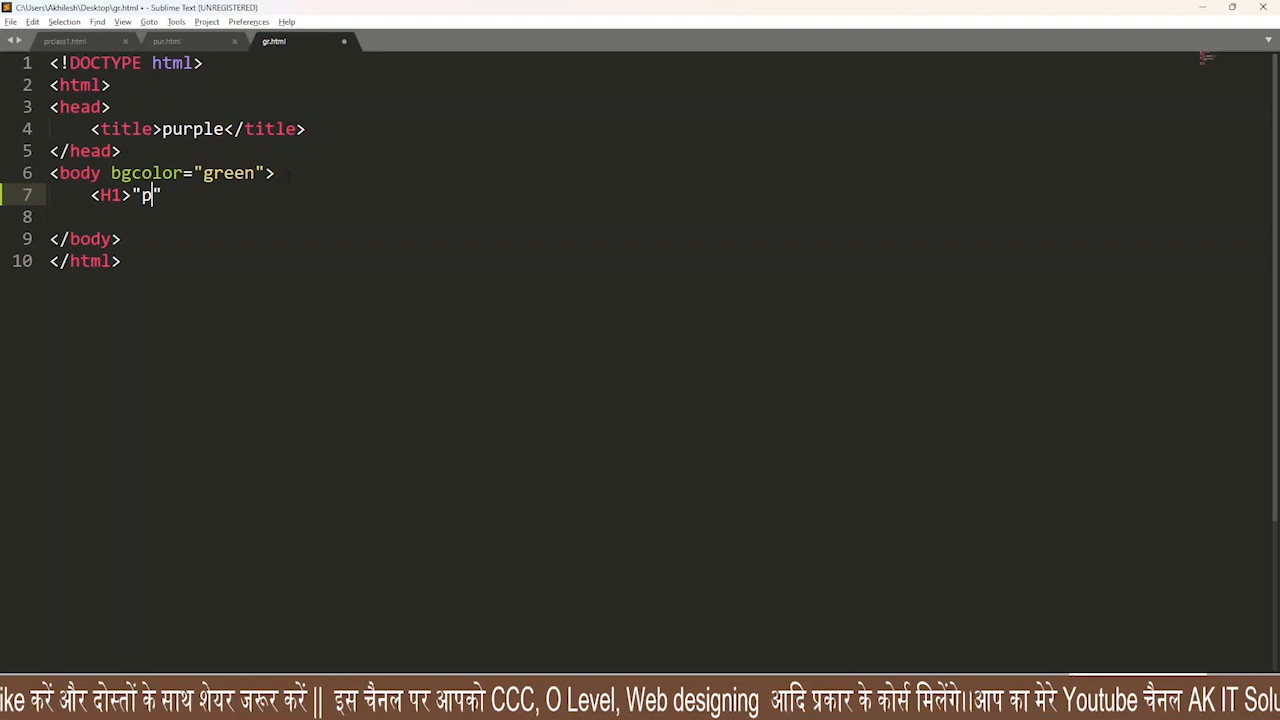 C:\Users\Akhilesh\Desktop\gr.html • - Sublime Text (UNREGISTERED)
File Edit Selection Find View Goto Tools Project Preferences Help
prclass1.html pur.html gr.html
1 <!DOCTYPE html>
2 <html>
3 <head>
4 <title>purple</title>
5 </head>
6 <body bgcolor="green">
7 <H1>"p"
8
9 </body>
10 </html>
ike करें और दोस्तों के साथ शेयर जरूर करें || इस चैनल पर आपको CCC, O Level, Web designing आदि प्रकार के कोर्स मिलेंगे।।आप का मेरे Youtube चैनल AK IT Solu